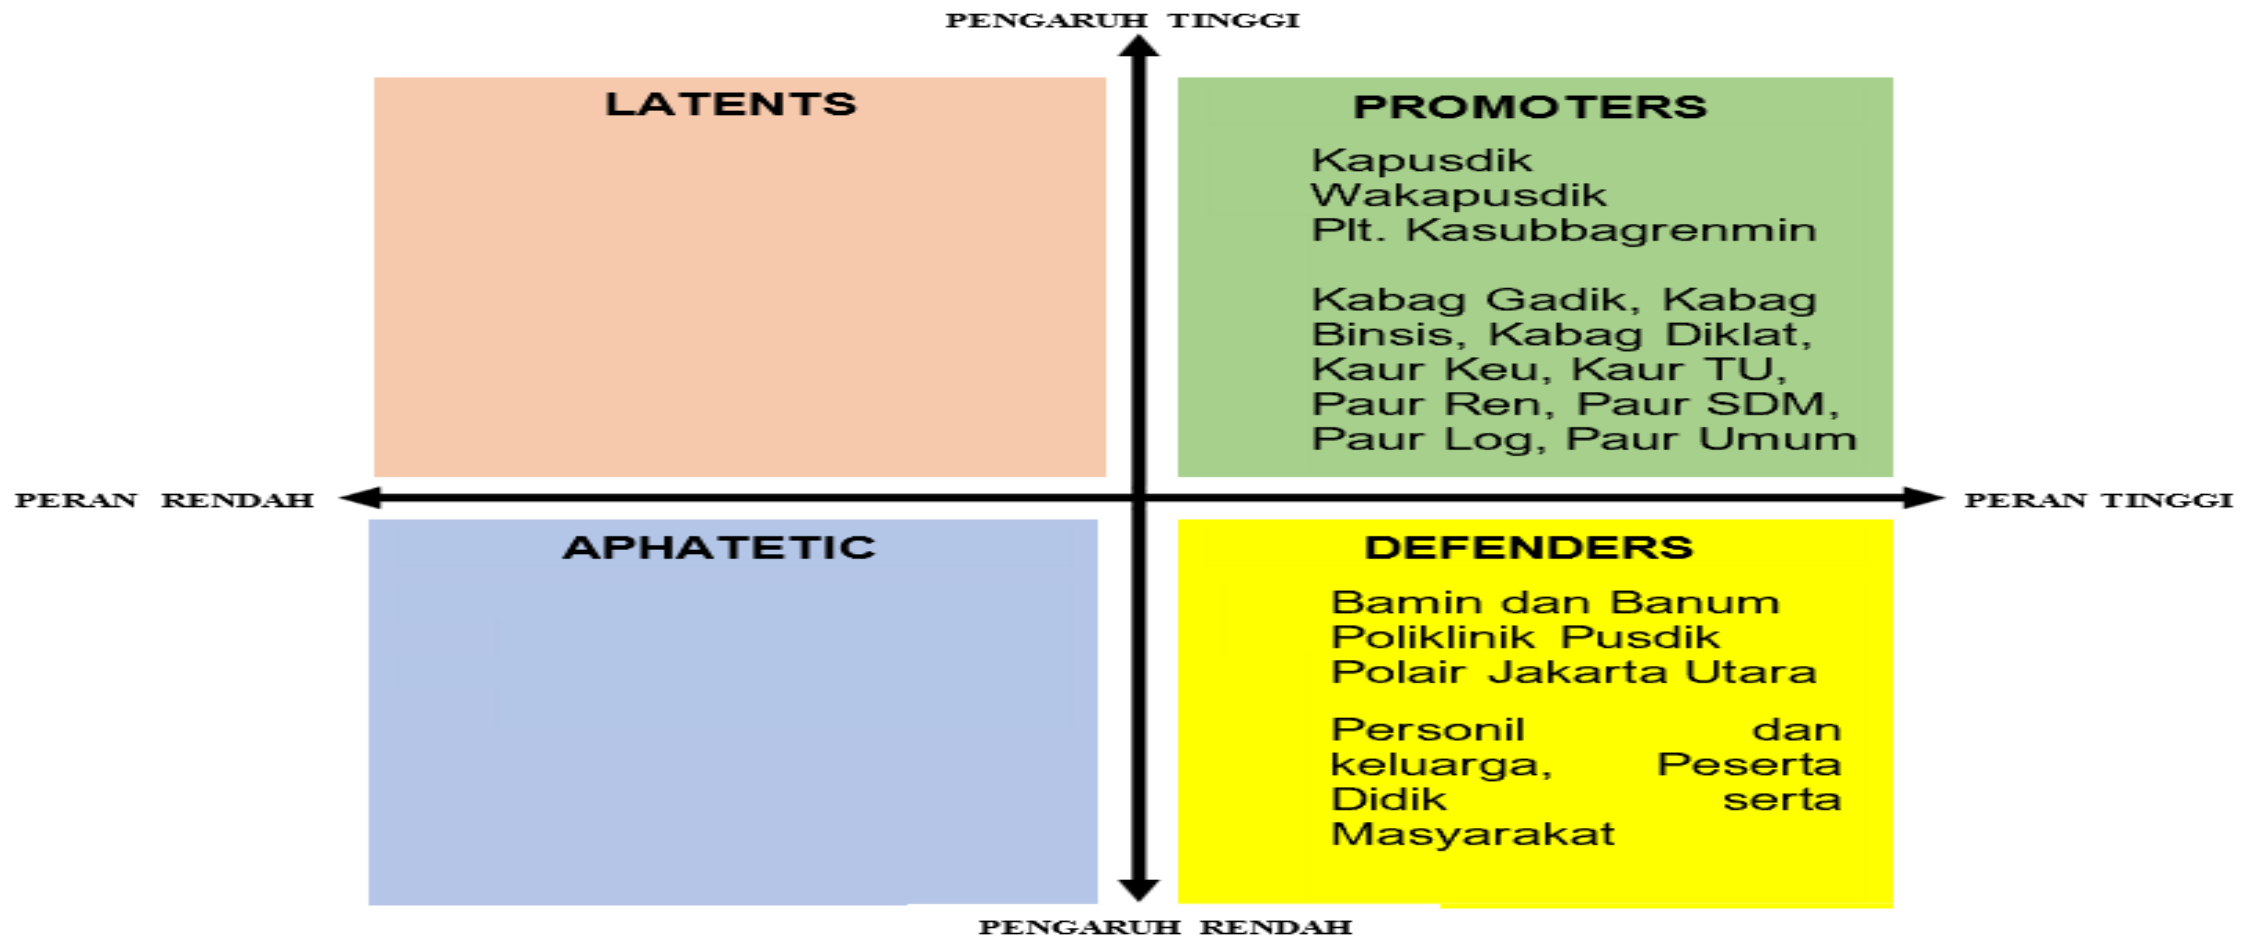 PENGARUH TINGGI
LATENTS
PROMOTERS
Kapusdik
Wakapusdik
Plt. Kasubbagrenmin
Kabag Gadik, Kabag
Binsis, Kabag Diklat,
Kaur Keu, Kaur TU,
Paur Ren, Paur SDM,
Paur Log, Paur Umum
PERAN RENDAH
PERAN TINGGI
APHATETIC
DEFENDERS
Bamin dan Banum
Poliklinik Pusdik
Polair Jakarta Utara
Personil dan
keluarga, Peserta
Didik serta
Masyarakat
PENGARUH RENDAH